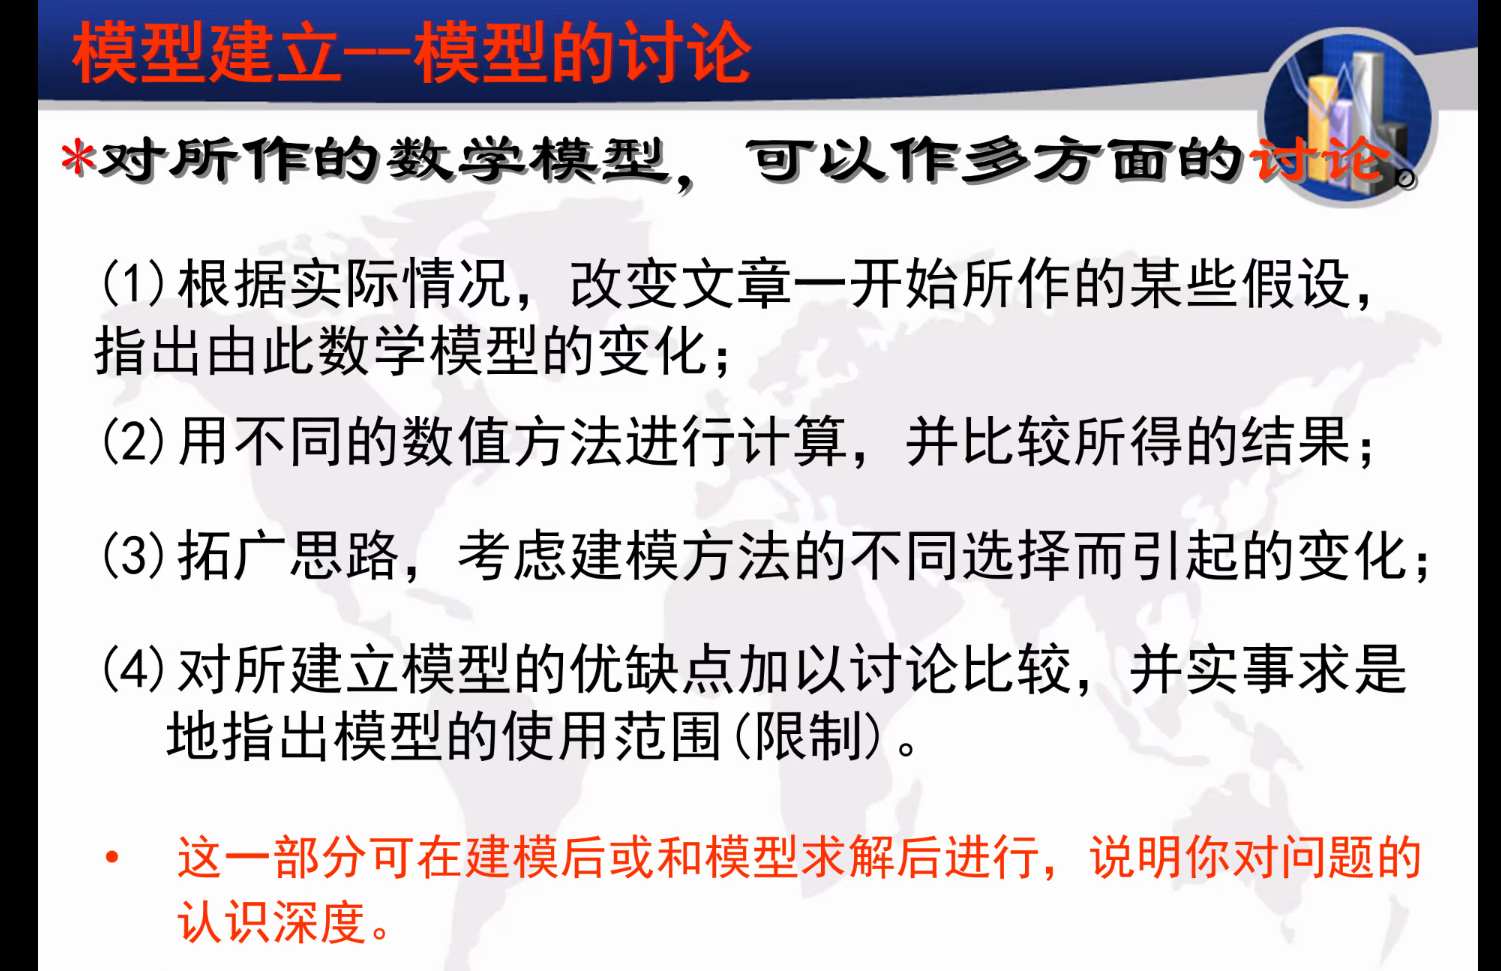 模型建立--模型的讨论
*对所作的数学模型，可以作多方面的讨论。
(1)根据实际情况，改变文章一开始所作的某些假设，
指出由此数学模型的变化；
(2)用不同的数值方法进行计算，并比较所得的结果；
(3)拓广思路，考虑建模方法的不同选择而引起的变化；
(4)对所建立模型的优缺点加以讨论比较，并实事求是
地指出模型的使用范围(限制)。
• 这一部分可在建模后或和模型求解后进行，说明你对问题的
认识深度。